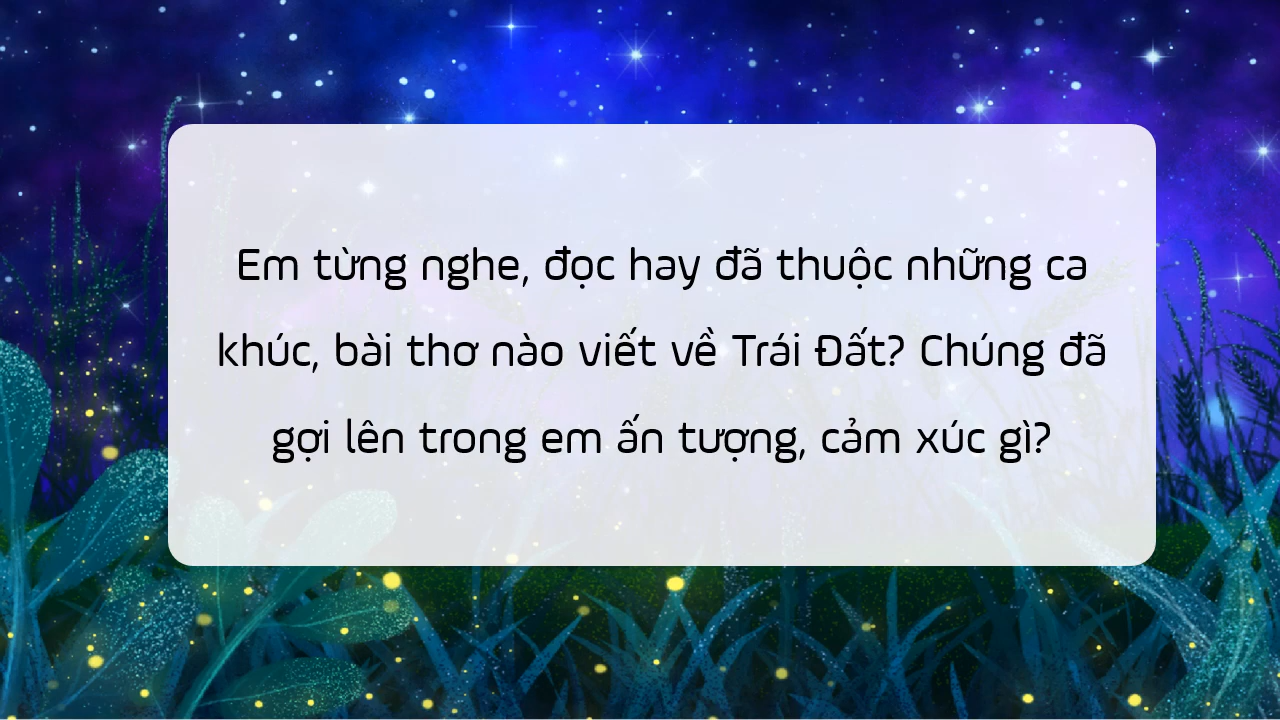 Em từng nghe, đọc hay đã thuộc những ca
khúc, bài thơ nào viết về Trái Đất? Chúng đã
gợi lên trong em ấn tượng, cảm xúc gì?